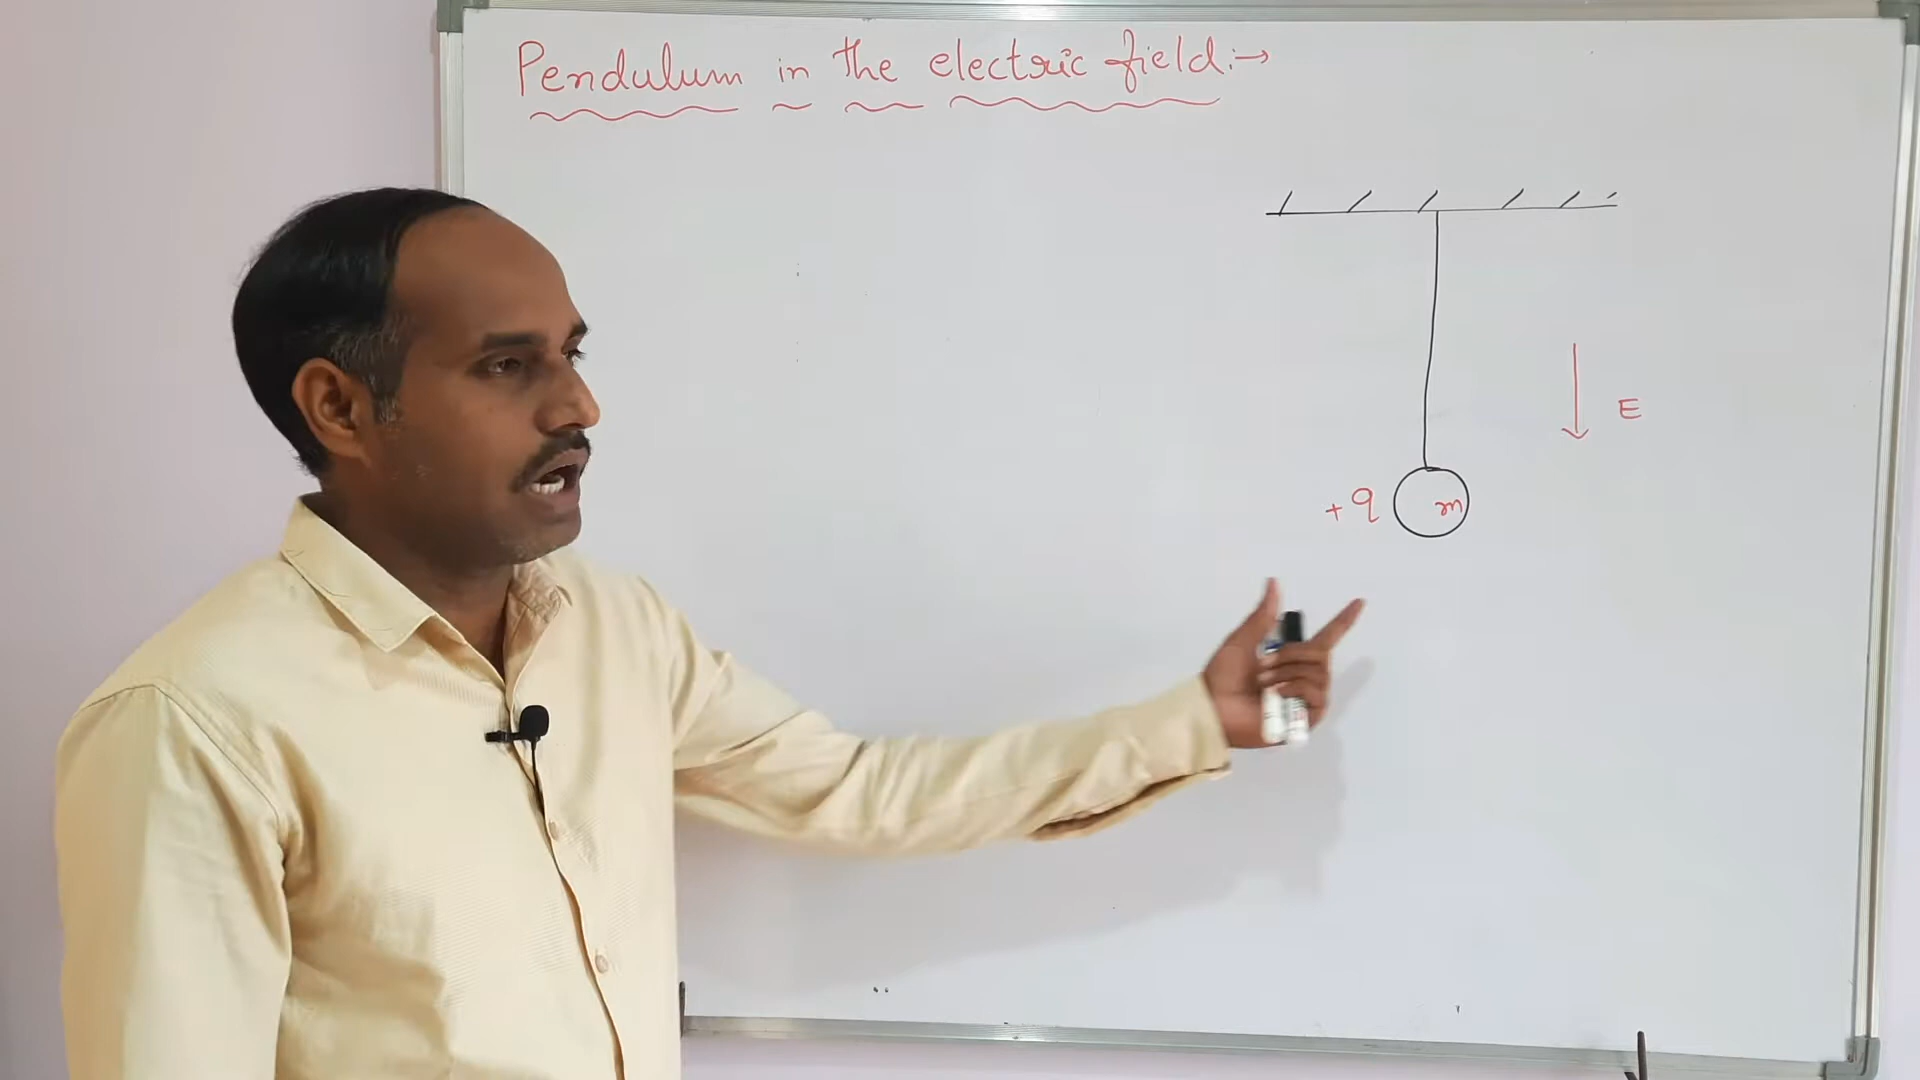 Pendulum in the electric field:→
E
+q m